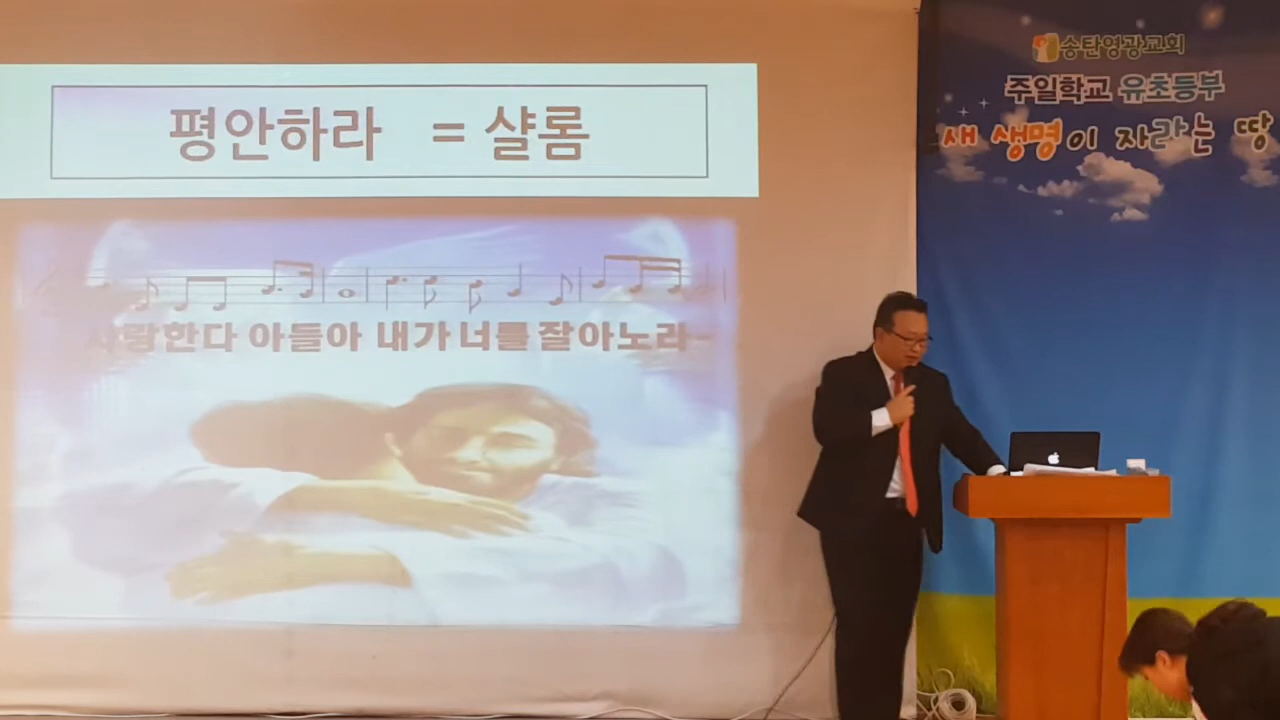 평안하라 = 샬롬
사랑한다 아들아 내가 너를 잘 아노라-
송탄영광교회
주일학교 유초등부
새 생명이 자라는 땅